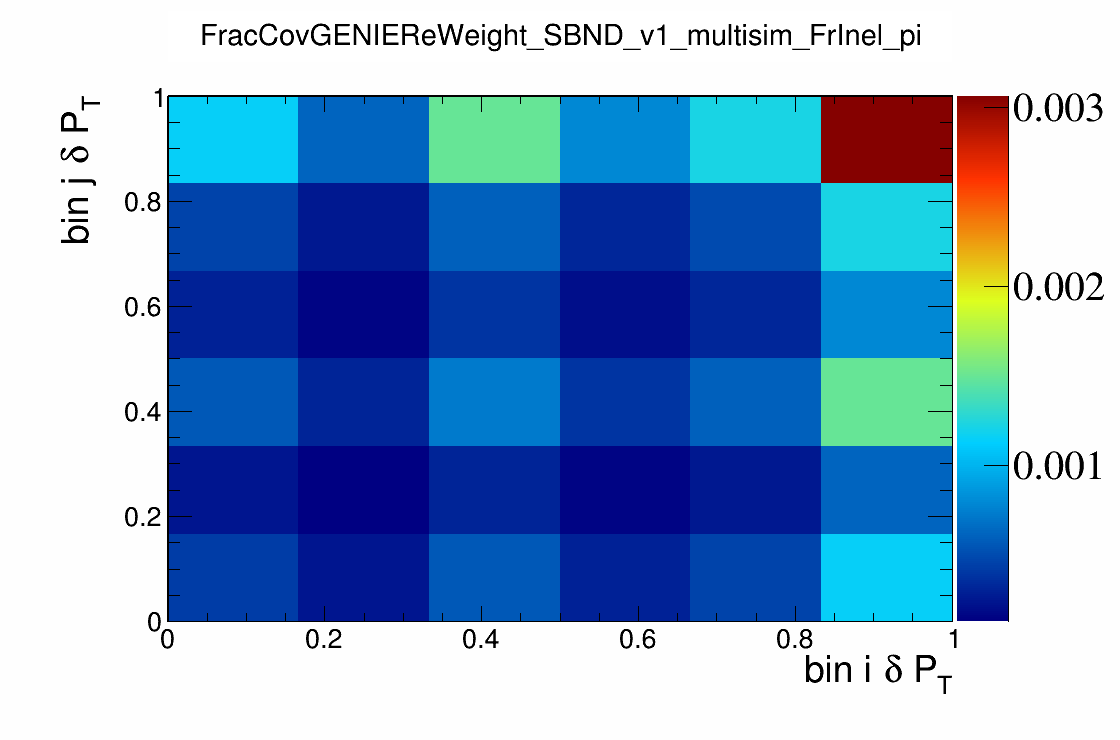 FracCovGENIEReWeight_SBND_v1_multisim_FrInel_pi
bin j δ P_T
1
0.8
0.6
0.4
0.2
0
0 0.2 0.4 0.6 0.8 1
bin i δ P_T
0.003
0.002
0.001